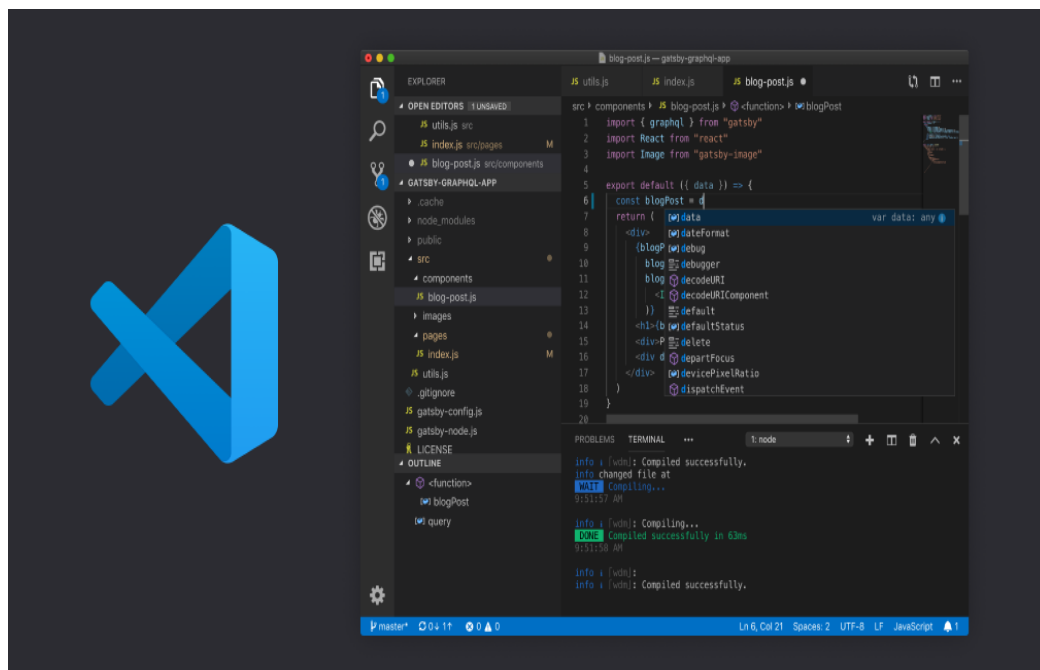 blog-post.js — gatsby-graphql-app
EXPLORER
OPEN EDITORS 1 UNSAVED
JS utils.js src
JS index.js src/pages M
JS blog-post.js src/components
GATSBY-GRAPHQL-APP
.cache
node_modules
public
src
components
JS blog-post.js
images
pages
JS index.js M
JS utils.js
.gitignore
JS gatsby-config.js
JS gatsby-node.js
LICENSE
OUTLINE
<function>
blogPost
query
1
1
JS utils.js JS index.js JS blog-post.js
src components JS blog-post.js <function> blogPost
1 import { graphql } from "gatsby"
2 import React from "react"
3 import Image from "gatsby-image"
4
5 export default ({ data }) => {
6 const blogPost = d
7 return (
8 <div>
9 {blogP
10 blog
11 blog
12 <I
13 )}
14 <h1>{b
15 <div>P
16 <div d
17 </div>
18 )
19 }
20
data var data: any
dateFormat
debug
debugger
decodeURI
decodeURIComponent
default
defaultStatus
delete
departFocus
devicePixelRatio
dispatchEvent
PROBLEMS TERMINAL ••• 1: node
info ↓ [wdm]: Compiled successfully.
info changed file at
WAIT Compiling...
9:51:57 AM
info ↓ [wdm]: Compiling...
DONE Compiled successfully in 63ms
9:51:58 AM
info ↓ [wdm]:
info ↓ [wdm]: Compiled successfully.
master* 0↓ 1↑ 0 0 Ln 6, Col 21 Spaces: 2 UTF-8 LF JavaScript 1